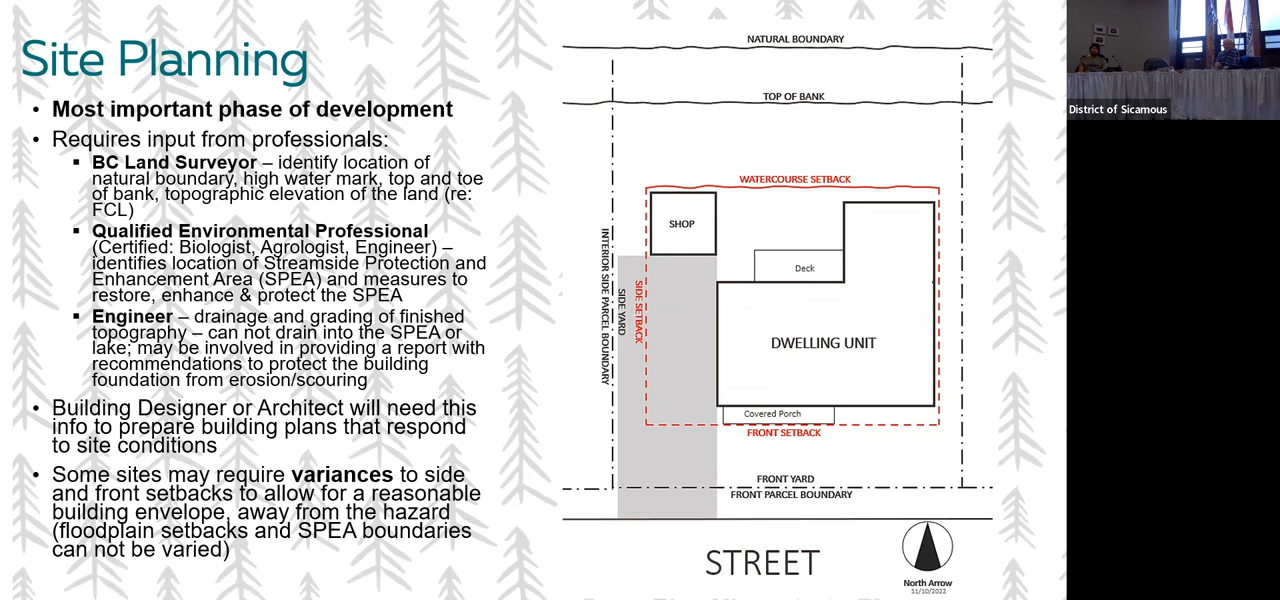 Site Planning
• Most important phase of development
• Requires input from professionals:
▪ BC Land Surveyor – identify location of
natural boundary, high water mark, top and toe
of bank, topographic elevation of the land (re:
FCL)
▪ Qualified Environmental Professional
(Certified: Biologist, Agrologist, Engineer) –
identifies location of Streamside Protection and
Enhancement Area (SPEA) and measures to
restore, enhance & protect the SPEA
▪ Engineer – drainage and grading of finished
topography – can not drain into the SPEA or
lake; may be involved in providing a report with
recommendations to protect the building
foundation from erosion/scouring
• Building Designer or Architect will need this
info to prepare building plans that respond
to site conditions
• Some sites may require variances to side
and front setbacks to allow for a reasonable
building envelope, away from the hazard
(floodplain setbacks and SPEA boundaries
can not be varied)
NATURAL BOUNDARY
TOP OF BANK
WATERCOURSE SETBACK
SHOP
Deck
INTERIOR SIDE PARCEL BOUNDARY
SIDE YARD
SIDE SETBACK
DWELLING UNIT
Covered Porch
FRONT SETBACK
FRONT YARD
FRONT PARCEL BOUNDARY
STREET
North Arrow
11/10/2022
District of Sicamous